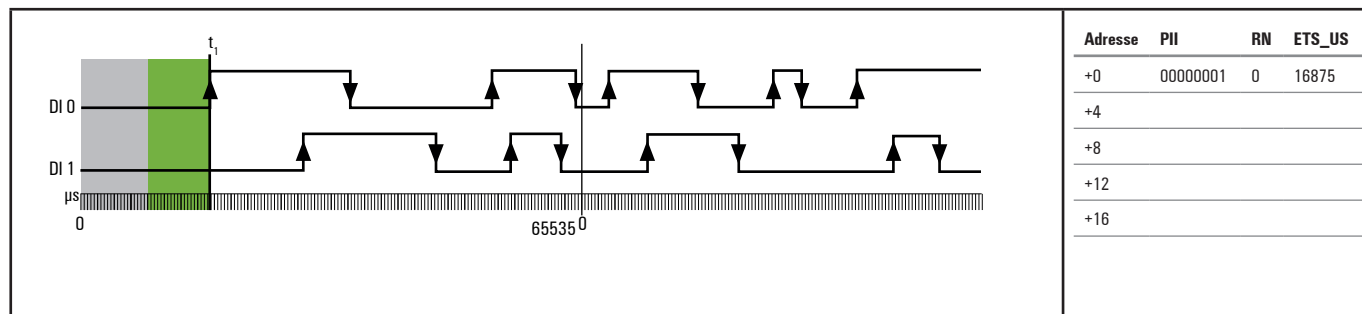 t1
DI 0
DI 1
µs
0
65535 0
Adresse PII RN ETS_US
+0 00000001 0 16875
+4
+8
+12
+16